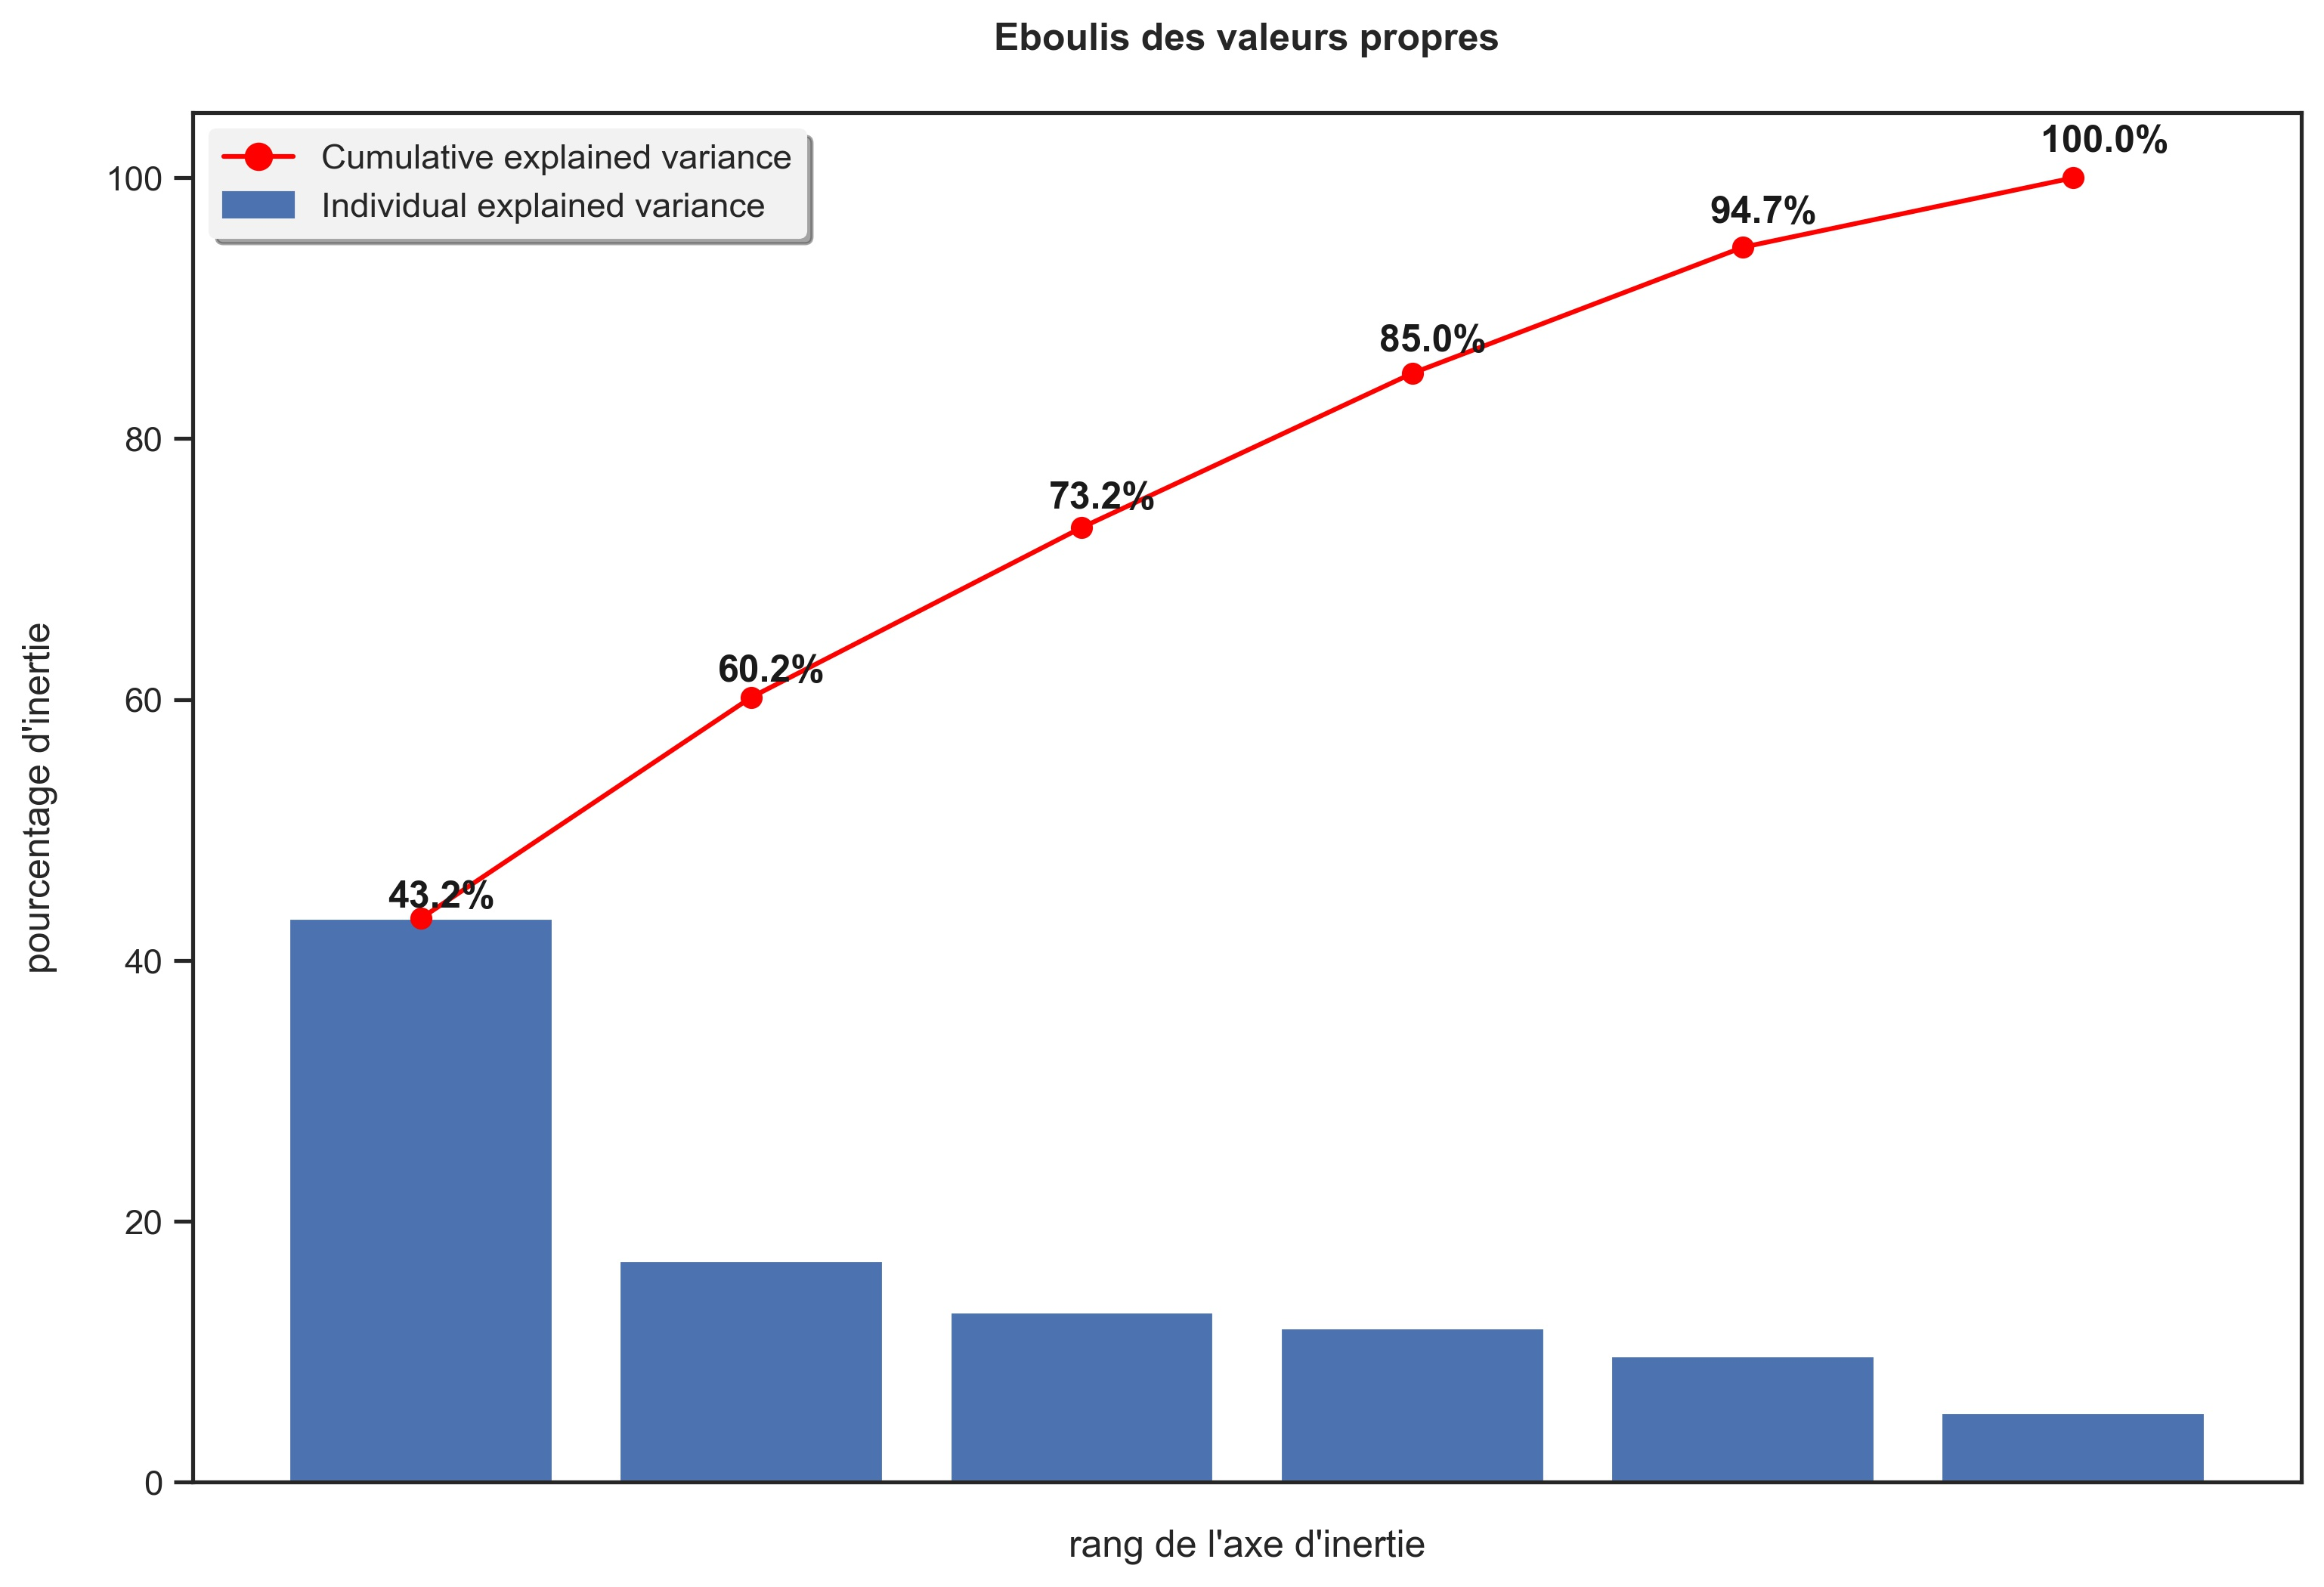 Eboulis des valeurs propres
Cumulative explained variance
Individual explained variance
100.0%
94.7%
85.0%
73.2%
60.2%
43.2%
100
80
60
40
20
0
pourcentage d'inertie
rang de l'axe d'inertie